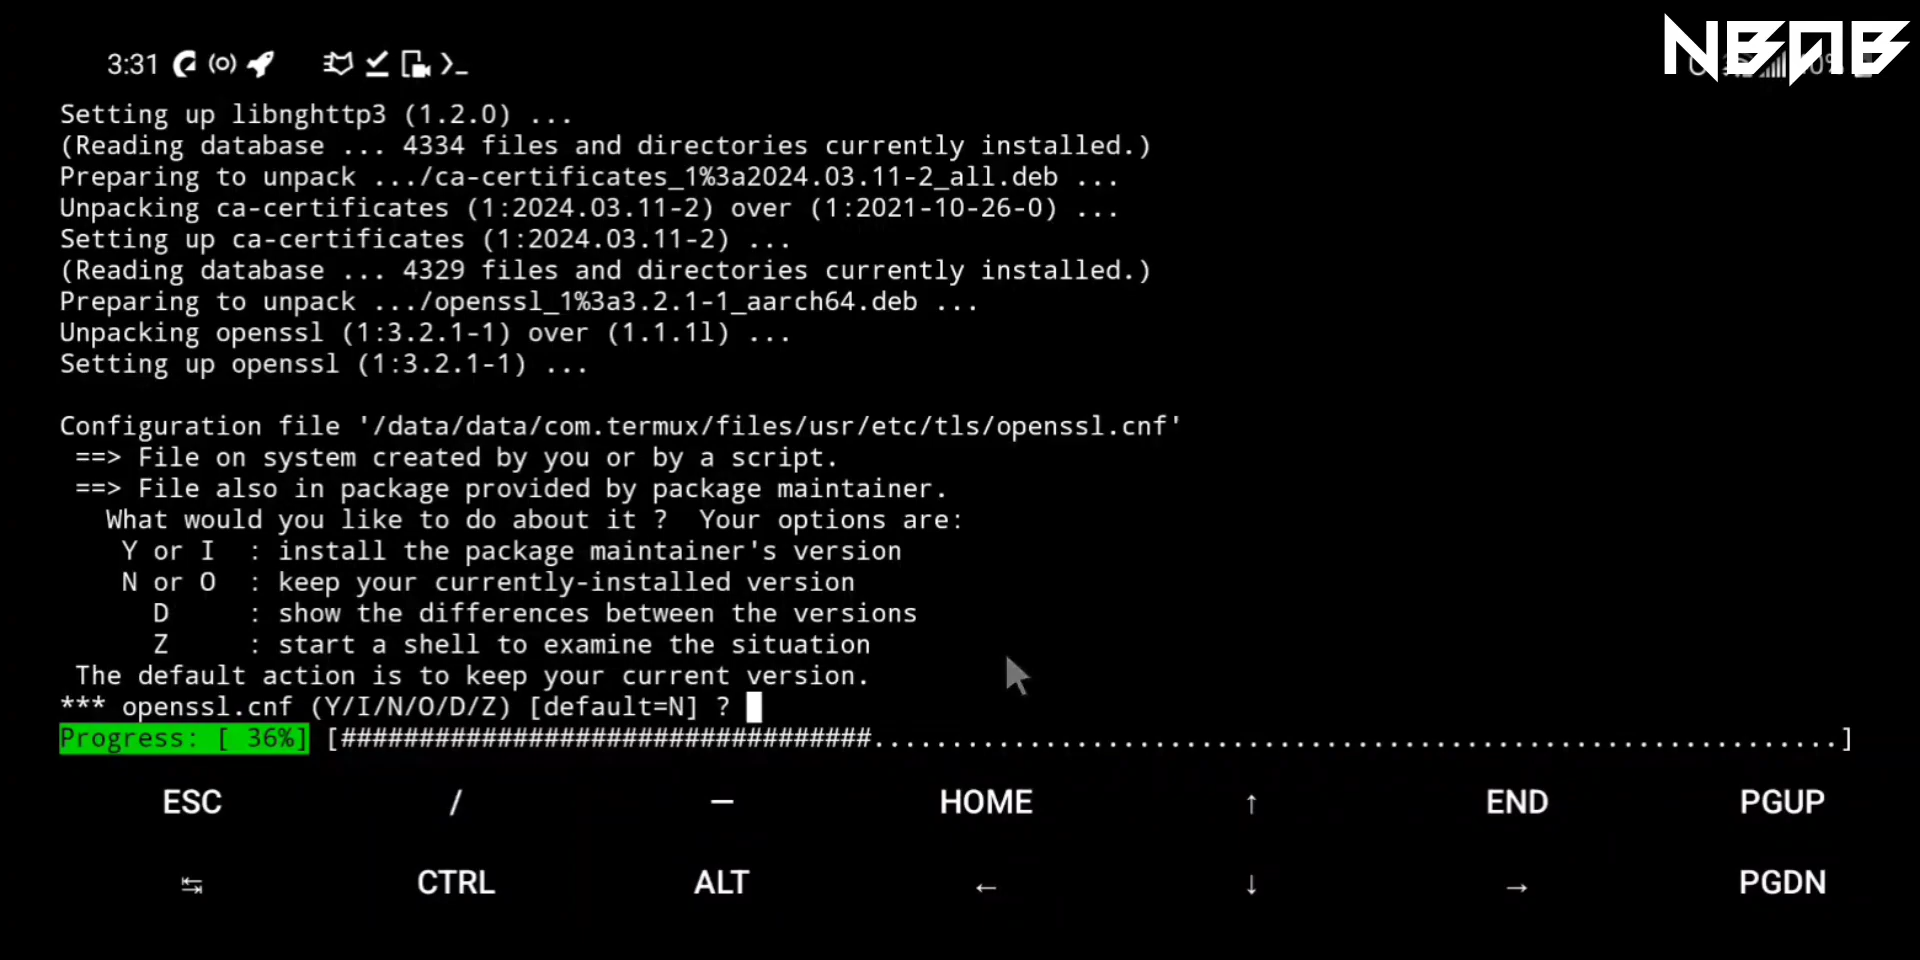 NBAB
3:31
Setting up libnghttp3 (1.2.0) ...
(Reading database ... 4334 files and directories currently installed.)
Preparing to unpack .../ca-certificates_1%3a2024.03.11-2_all.deb ...
Unpacking ca-certificates (1:2024.03.11-2) over (1:2021-10-26-0) ...
Setting up ca-certificates (1:2024.03.11-2) ...
(Reading database ... 4329 files and directories currently installed.)
Preparing to unpack .../openssl_1%3a3.2.1-1_aarch64.deb ...
Unpacking openssl (1:3.2.1-1) over (1.1.1l) ...
Setting up openssl (1:3.2.1-1) ...
Configuration file '/data/data/com.termux/files/usr/etc/tls/openssl.cnf'
==> File on system created by you or by a script.
==> File also in package provided by package maintainer.
What would you like to do about it ?  Your options are:
Y or I  : install the package maintainer's version
N or O  : keep your currently-installed version
D     : show the differences between the versions
Z     : start a shell to examine the situation
The default action is to keep your current version.
*** openssl.cnf (Y/I/N/O/D/Z) [default=N] ?
Progress: [ 36%] [##################################..............................................................]
ESC / — HOME ↑ END PGUP
↹ CTRL ALT ← ↓ → PGDN